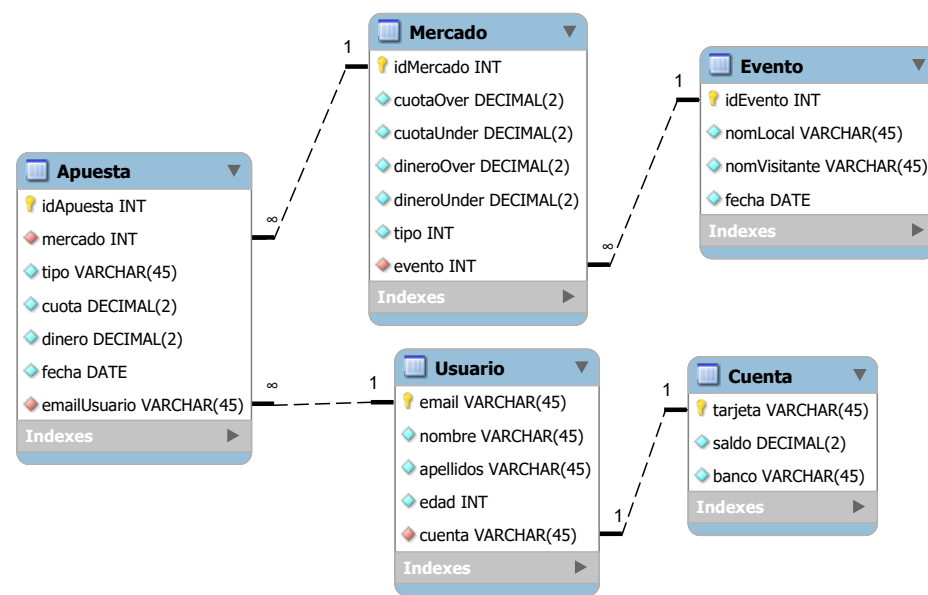 Mercado
idMercado INT
cuotaOver DECIMAL(2)
cuotaUnder DECIMAL(2)
dineroOver DECIMAL(2)
dineroUnder DECIMAL(2)
tipo INT
evento INT
Indexes
Evento
idEvento INT
nomLocal VARCHAR(45)
nomVisitante VARCHAR(45)
fecha DATE
Indexes
Apuesta
idApuesta INT
mercado INT
tipo VARCHAR(45)
cuota DECIMAL(2)
dinero DECIMAL(2)
fecha DATE
emailUsuario VARCHAR(45)
Indexes
Usuario
email VARCHAR(45)
nombre VARCHAR(45)
apellidos VARCHAR(45)
edad INT
cuenta VARCHAR(45)
Indexes
Cuenta
tarjeta VARCHAR(45)
saldo DECIMAL(2)
banco VARCHAR(45)
Indexes
1
∞
1
∞
∞
1
1
1